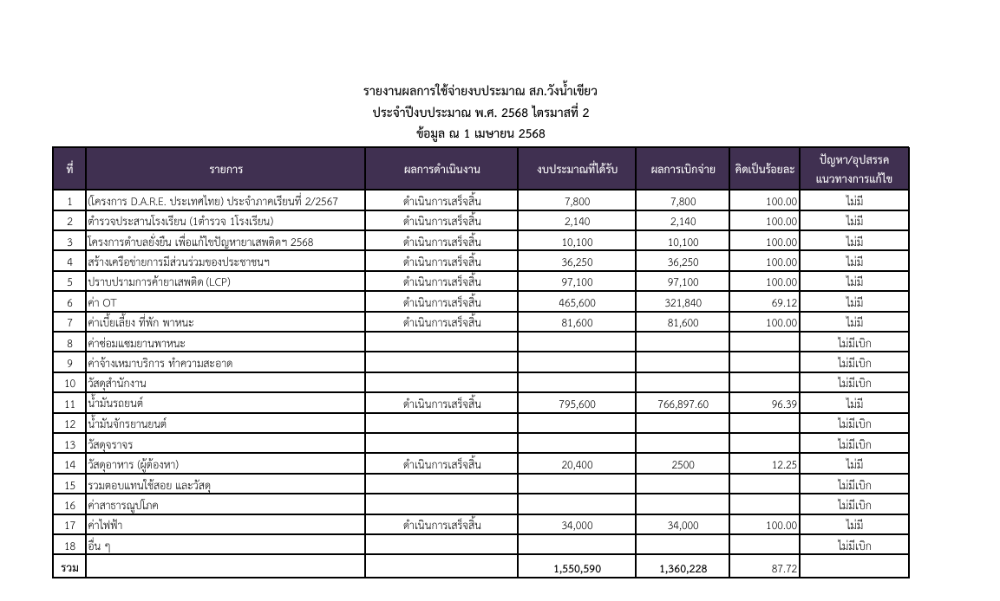 รายงานผลการใช้จ่ายงบประมาณ สภ.วังน้ำเขียว
ประจำปีงบประมาณ พ.ศ. 2568 ไตรมาสที่ 2
ข้อมูล ณ 1 เมษายน 2568
ที่ รายการ ผลการดำเนินงาน งบประมาณที่ได้รับ ผลการเบิกจ่าย คิดเป็นร้อยละ ปัญหา/อุปสรรค
แนวทางการแก้ไข
1 (โครงการ D.A.R.E. ประเทศไทย) ประจำภาคเรียนที่ 2/2567 ดำเนินการเสร็จสิ้น 7,800 7,800 100.00 ไม่มี
2 ตำรวจประสานโรงเรียน (1ตำรวจ 1โรงเรียน) ดำเนินการเสร็จสิ้น 2,140 2,140 100.00 ไม่มี
3 โครงการตำบลยั่งยืน เพื่อแก้ไขปัญหายาเสพติดฯ 2568 ดำเนินการเสร็จสิ้น 10,100 10,100 100.00 ไม่มี
4 สร้างเครือข่ายการมีส่วนร่วมของประชาชนฯ ดำเนินการเสร็จสิ้น 36,250 36,250 100.00 ไม่มี
5 ปราบปรามการค้ายาเสพติด (LCP) ดำเนินการเสร็จสิ้น 97,100 97,100 100.00 ไม่มี
6 ค่า OT ดำเนินการเสร็จสิ้น 465,600 321,840 69.12 ไม่มี
7 ค่าเบี้ยเลี้ยง ที่พัก พาหนะ ดำเนินการเสร็จสิ้น 81,600 81,600 100.00 ไม่มี
8 ค่าซ่อมแซมยานพาหนะ ไม่มีเบิก
9 ค่าจ้างเหมาบริการ ทำความสะอาด ไม่มีเบิก
10 วัสดุสำนักงาน ไม่มีเบิก
11 น้ำมันรถยนต์ ดำเนินการเสร็จสิ้น 795,600 766,897.60 96.39 ไม่มี
12 น้ำมันจักรยานยนต์ ไม่มีเบิก
13 วัสดุจราจร ไม่มีเบิก
14 วัสดุอาหาร (ผู้ต้องหา) ดำเนินการเสร็จสิ้น 20,400 2500 12.25 ไม่มี
15 รวมตอบแทนใช้สอย และวัสดุ ไม่มีเบิก
16 ค่าสาธารณูปโภค ไม่มีเบิก
17 ค่าไฟฟ้า ดำเนินการเสร็จสิ้น 34,000 34,000 100.00 ไม่มี
18 อื่น ๆ ไม่มีเบิก
รวม 1,550,590 1,360,228 87.72